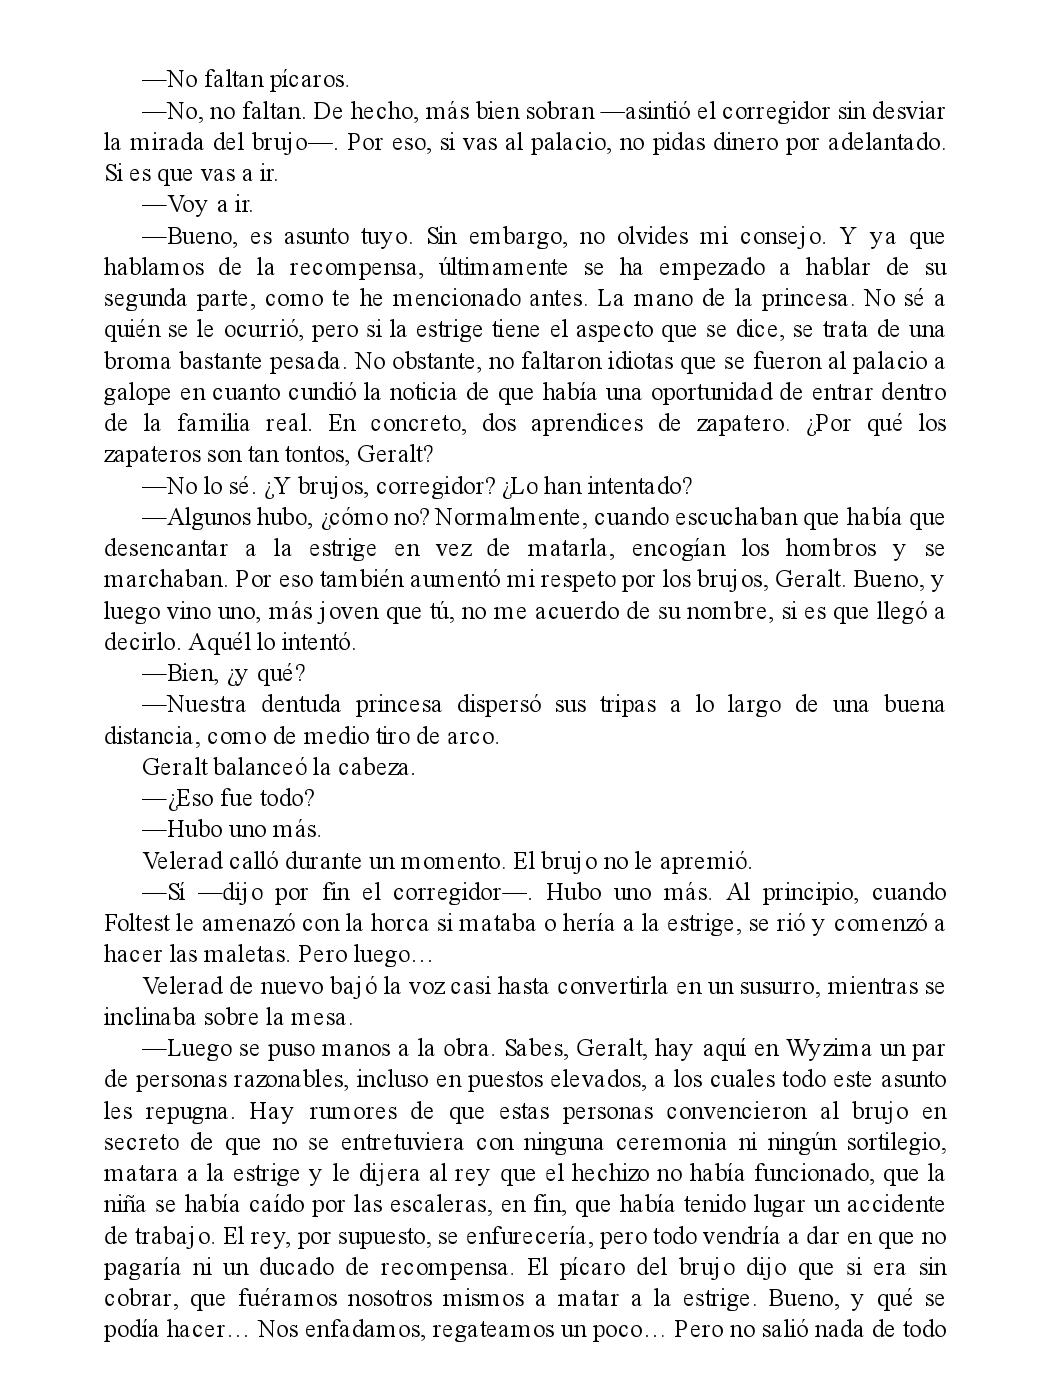 —No faltan pícaros.
—No, no faltan. De hecho, más bien sobran —asintió el corregidor sin desviar
la mirada del brujo—. Por eso, si vas al palacio, no pidas dinero por adelantado.
Si es que vas a ir.
—Voy a ir.
—Bueno, es asunto tuyo. Sin embargo, no olvides mi consejo. Y ya que
hablamos de la recompensa, últimamente se ha empezado a hablar de su
segunda parte, como te he mencionado antes. La mano de la princesa. No sé a
quién se le ocurrió, pero si la estrige tiene el aspecto que se dice, se trata de una
broma bastante pesada. No obstante, no faltaron idiotas que se fueron al palacio a
galope en cuanto cundió la noticia de que había una oportunidad de entrar dentro
de la familia real. En concreto, dos aprendices de zapatero. ¿Por qué los
zapateros son tan tontos, Geralt?
—No lo sé. ¿Y brujos, corregidor? ¿Lo han intentado?
—Algunos hubo, ¿cómo no? Normalmente, cuando escuchaban que había que
desencantar a la estrige en vez de matarla, encogían los hombros y se
marchaban. Por eso también aumentó mi respeto por los brujos, Geralt. Bueno, y
luego vino uno, más joven que tú, no me acuerdo de su nombre, si es que llegó a
decirlo. Aquél lo intentó.
—Bien, ¿y qué?
—Nuestra dentuda princesa dispersó sus tripas a lo largo de una buena
distancia, como de medio tiro de arco.
Geralt balanceó la cabeza.
—¿Eso fue todo?
—Hubo uno más.
Velerad calló durante un momento. El brujo no le apremió.
—Sí —dijo por fin el corregidor—. Hubo uno más. Al principio, cuando
Foltest le amenazó con la horca si mataba o hería a la estrige, se rió y comenzó a
hacer las maletas. Pero luego…
Velerad de nuevo bajó la voz casi hasta convertirla en un susurro, mientras se
inclinaba sobre la mesa.
—Luego se puso manos a la obra. Sabes, Geralt, hay aquí en Wyzima un par
de personas razonables, incluso en puestos elevados, a los cuales todo este asunto
les repugna. Hay rumores de que estas personas convencieron al brujo en
secreto de que no se entretuviera con ninguna ceremonia ni ningún sortilegio,
matara a la estrige y le dijera al rey que el hechizo no había funcionado, que la
niña se había caído por las escaleras, en fin, que había tenido lugar un accidente
de trabajo. El rey, por supuesto, se enfurecería, pero todo vendría a dar en que no
pagaría ni un ducado de recompensa. El pícaro del brujo dijo que si era sin
cobrar, que fuéramos nosotros mismos a matar a la estrige. Bueno, y qué se
podía hacer… Nos enfadamos, regateamos un poco… Pero no salió nada de todo